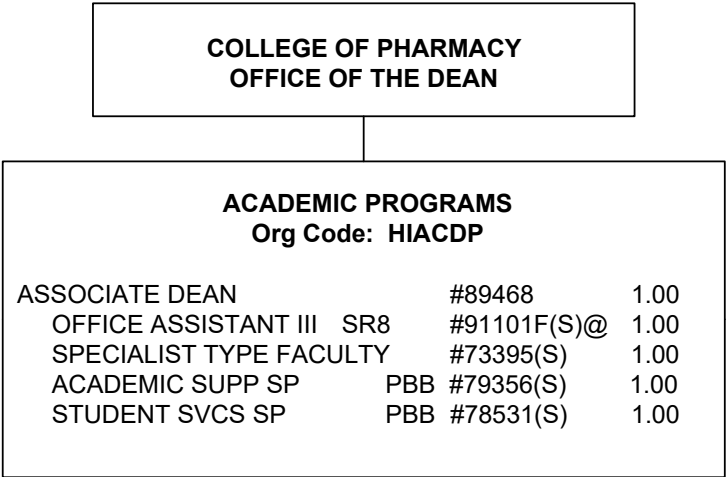 COLLEGE OF PHARMACY
OFFICE OF THE DEAN
ACADEMIC PROGRAMS
Org Code: HIACDP
ASSOCIATE DEAN #89468 1.00
OFFICE ASSISTANT III SR8 #91101F(S)@ 1.00
SPECIALIST TYPE FACULTY #73395(S) 1.00
ACADEMIC SUPP SP PBB #79356(S) 1.00
STUDENT SVCS SP PBB #78531(S) 1.00